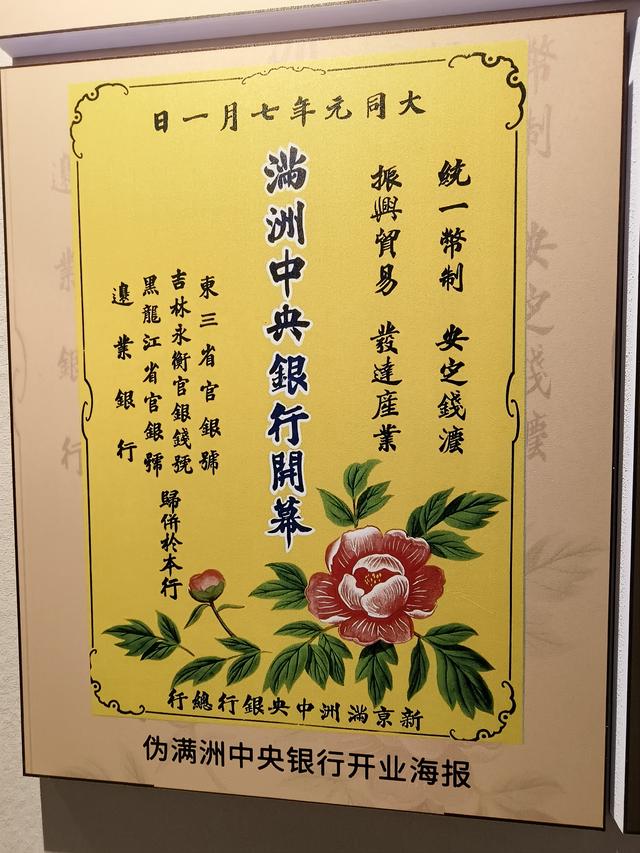 大同元年七月一日
統一幣制 安定錢灋
振興貿易 發達産業
満洲中央銀行開幕
東三省官銀號
吉林永衡官銀錢號
黑龍江省官銀號
邊業銀行
歸併於本行
新京満洲中央銀行總行
伪满洲中央银行开业海报